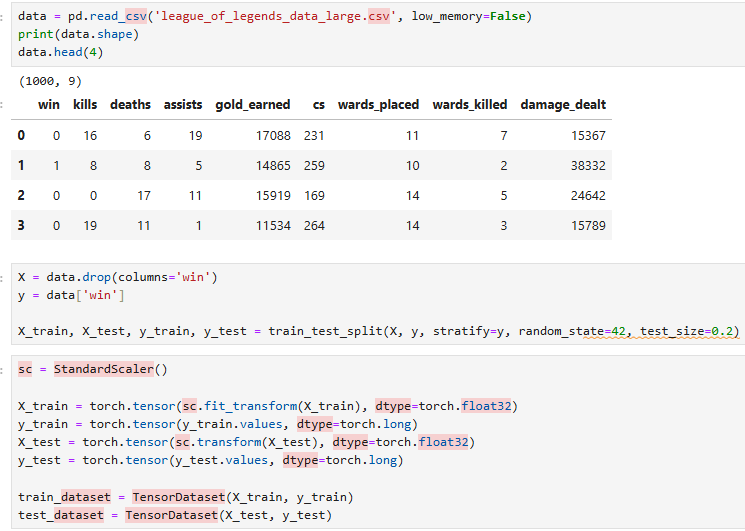 data = pd.read_csv('league_of_legends_data_large.csv', low_memory=False)
print(data.shape)
data.head(4)
(1000, 9)
win kills deaths assists gold_earned cs wards_placed wards_killed damage_dealt
0 0 16 6 19 17088 231 11 7 15367
1 1 8 8 5 14865 259 10 2 38332
2 0 0 17 11 15919 169 14 5 24642
3 0 19 11 1 11534 264 14 3 15789
X = data.drop(columns='win')
y = data['win']
X_train, X_test, y_train, y_test = train_test_split(X, y, stratify=y, random_state=42, test_size=0.2)
sc = StandardScaler()
X_train = torch.tensor(sc.fit_transform(X_train), dtype=torch.float32)
y_train = torch.tensor(y_train.values, dtype=torch.long)
X_test = torch.tensor(sc.transform(X_test), dtype=torch.float32)
y_test = torch.tensor(y_test.values, dtype=torch.long)
train_dataset = TensorDataset(X_train, y_train)
test_dataset = TensorDataset(X_test, y_test)